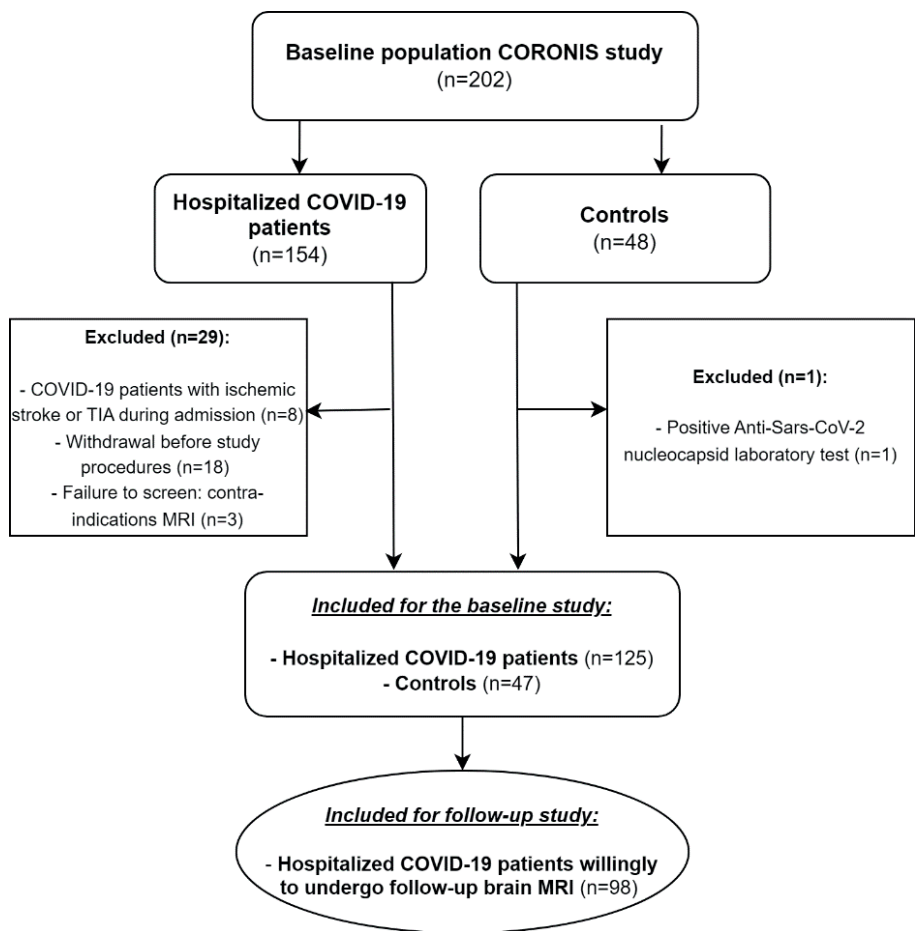 Baseline population CORONIS study
(n=202)
Hospitalized COVID-19
patients
(n=154)
Controls
(n=48)
Excluded (n=29):
- COVID-19 patients with ischemic
stroke or TIA during admission (n=8)
- Withdrawal before study
procedures (n=18)
- Failure to screen: contra-
indications MRI (n=3)
Excluded (n=1):
- Positive Anti-Sars-CoV-2
nucleocapsid laboratory test (n=1)
Included for the baseline study:
- Hospitalized COVID-19 patients (n=125)
- Controls (n=47)
Included for follow-up study:
- Hospitalized COVID-19 patients willingly
to undergo follow-up brain MRI (n=98)